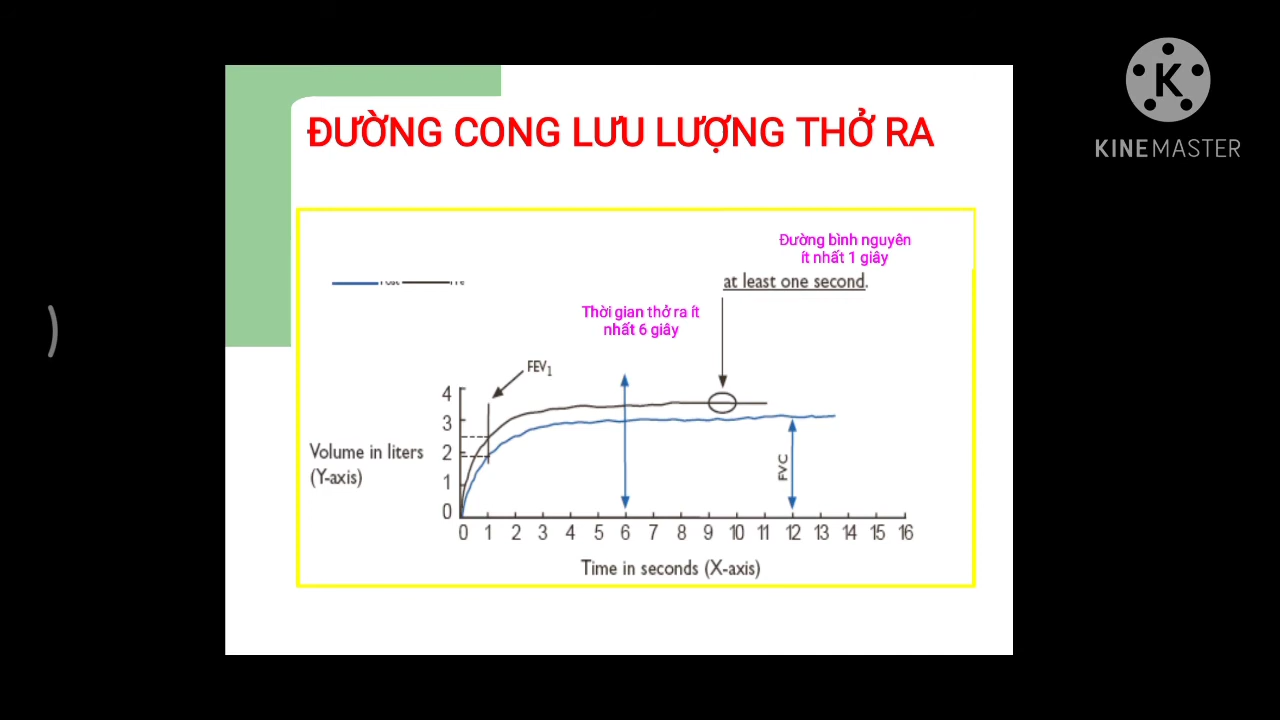 ĐƯỜNG CONG LƯU LƯỢNG THỞ RA
K
KINEMASTER
Đường bình nguyên
ít nhất 1 giây
at least one second.
Thời gian thở ra ít
nhất 6 giây
FEV1
4
3
Volume in liters
(Y-axis)
2
1
0
FVC
0 1 2 3 4 5 6 7 8 9 10 11 12 13 14 15 16
Time in seconds (X-axis)